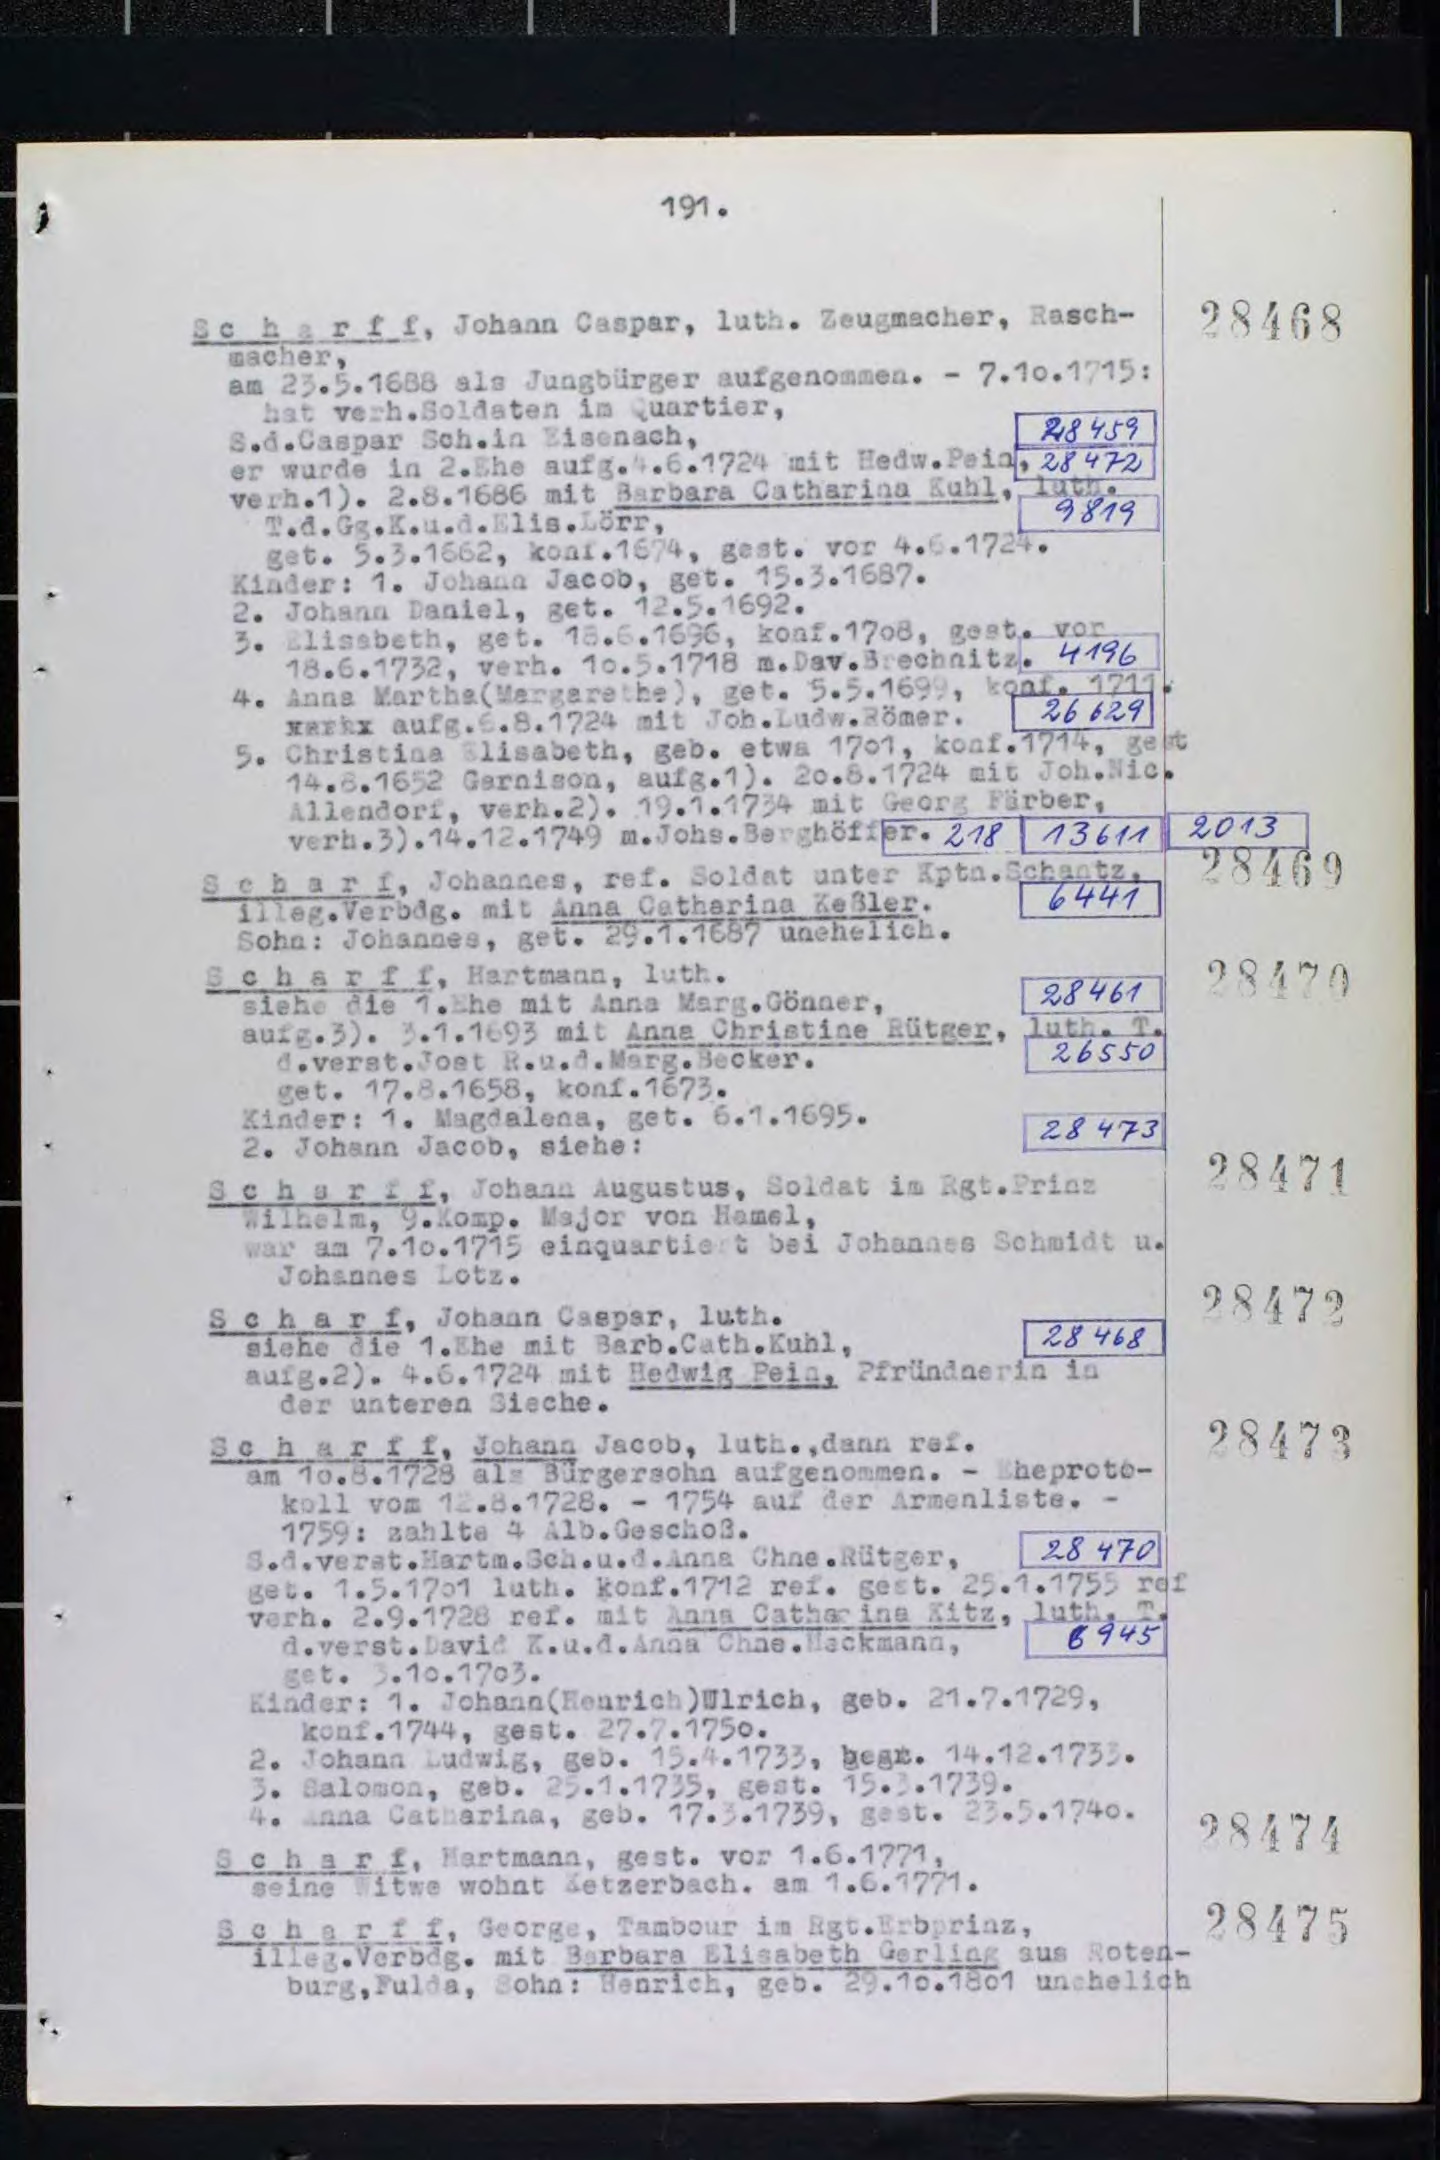 191.
S c h a r f f, Johann Caspar, luth. Zeugmacher, Rasch- 28468
macher,
am 23.5.1688 als Jungbürger aufgenommen. - 7.10.1715:
hat verh.Soldaten im Quartier,
S.d.Caspar Sch.in Eisenach, 28459
er wurde in 2.Ehe aufg.4.6.1724 mit Hedw.Pein, 28472
verh.1). 2.8.1686 mit Barbara Catharina Kuhl, luth.
T.d.Gg.K.u.d.Elis.Lörr, 9819
get. 5.3.1662, konf.1674, gest. vor 4.6.1724.
Kinder: 1. Johann Jacob, get. 15.3.1687.
2. Johann Daniel, get. 12.5.1692.
3. Elisabeth, get. 18.6.1696, konf.1708, gest. vor
18.6.1732, verh. 10.5.1718 m.Dav.Brechnitz. 4196
4. Anna Martha(Margarethe), get. 5.5.1699, konf. 1711.
aufg.6.8.1724 mit Joh.Ludw.Römer. 26629
5. Christina Elisabeth, geb. etwa 1701, konf.1714, gest
14.8.1652 Garnison, aufg.1). 20.8.1724 mit Joh.Nic.
Allendorf, verh.2). 19.1.1734 mit Georg Färber,
verh.3).14.12.1749 m.Johs.Berghöffer. 218 13611 2013
S c h a r f, Johannes, ref. Soldat unter Kptn.Schantz, 28469
illeg.Verbdg. mit Anna Catharina Keßler. 6441
Sohn: Johannes, get. 29.1.1687 unehelich.
S c h a r f f, Hartmann, luth. 28470
siehe die 1.Ehe mit Anna Marg.Gönner, 28461
aufg.3). 3.1.1693 mit Anna Christine Rütger, luth. T.
d.verst.Jost R.u.d.Marg.Becker. 26550
get. 17.8.1658, konf.1673.
Kinder: 1. Magdalena, get. 6.1.1695.
2. Johann Jacob, siehe: 28473
S c h a r f f, Johann Augustus, Soldat im Rgt.Prinz 28471
Wilhelm, 9.Komp. Major von Hamel,
war am 7.10.1715 einquartiert bei Johannes Schmidt u.
Johannes Lotz.
S c h a r f, Johann Caspar, luth. 28472
siehe die 1.Ehe mit Barb.Cath.Kuhl, 28468
aufg.2). 4.6.1724 mit Hedwig Pein, Pfründnerin in
der unteren Sieche.
S c h a r f f, Johann Jacob, luth.,dann ref. 28473
am 10.8.1728 als Bürgersohn aufgenommen. - Eheproto-
koll vom 12.8.1728. - 1754 auf der Armenliste. -
1759: zahlte 4 Alb.Geschoß.
S.d.verst.Hartm.Sch.u.d.Anna Chne.Rütger, 28470
get. 1.5.1701 luth. konf.1712 ref. gest. 25.1.1755 ref
verh. 2.9.1728 ref. mit Anna Catharina Kitz, luth. T.
d.verst.David K.u.d.Anna Chne.Hackmann, 6945
get. 3.10.1703.
Kinder: 1. Johann(Henrich)Ulrich, geb. 21.7.1729,
konf.1744, gest. 27.7.1750.
2. Johann Ludwig, geb. 15.4.1733, begr. 14.12.1733.
3. Salomon, geb. 25.1.1735, gest. 15.3.1739.
4. Anna Catharina, geb. 17.3.1739, gest. 23.5.1740.
S c h a r f, Hartmann, gest. vor 1.6.1771, 28474
seine Witwe wohnt Ketzerbach. am 1.6.1771.
S c h a r f f, George, Tambour im Rgt.Erbprinz, 28475
illeg.Verbdg. mit Barbara Elisabeth Gerling aus Roten-
burg,Fulda, Sohn: Henrich, geb. 29.10.1801 unehelich